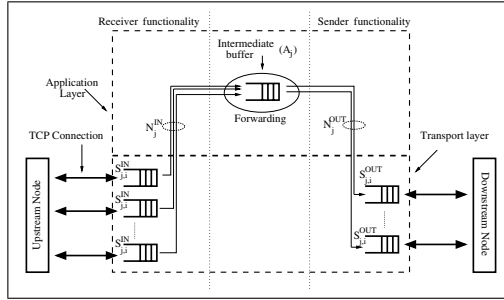 Receiver functionality
Sender functionality
Intermediate
buffer (A_j)
Application
Layer
Forwarding
TCP Connection
N_j^IN
N_j^OUT
Transport layer
Upstream Node
S_j,i^IN
S_j,i^IN
S_j,i^IN
S_j,i^OUT
S_j,i^OUT
Downstream Node